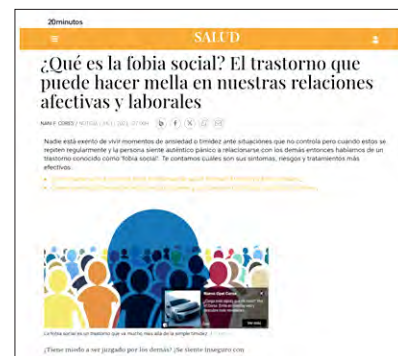 20minutos
SALUD
¿Qué es la fobia social? El trastorno que
puede hacer mella en nuestras relaciones
afectivas y laborales
Nadie está exento de vivir momentos de ansiedad o timidez ante situaciones que no controla pero cuando estos se
repiten regularmente y la persona siente auténtico pánico a relacionarse con los demás entonces hablamos de un
trastorno conocido como 'fobia social'. Te contamos cuáles son sus síntomas, riesgos y tratamientos más
efectivos.
La fobia social es un trastorno que va mucho más allá de la simple timidez
¿Tiene miedo a ser juzgado por los demás? ¿Se siente inseguro con